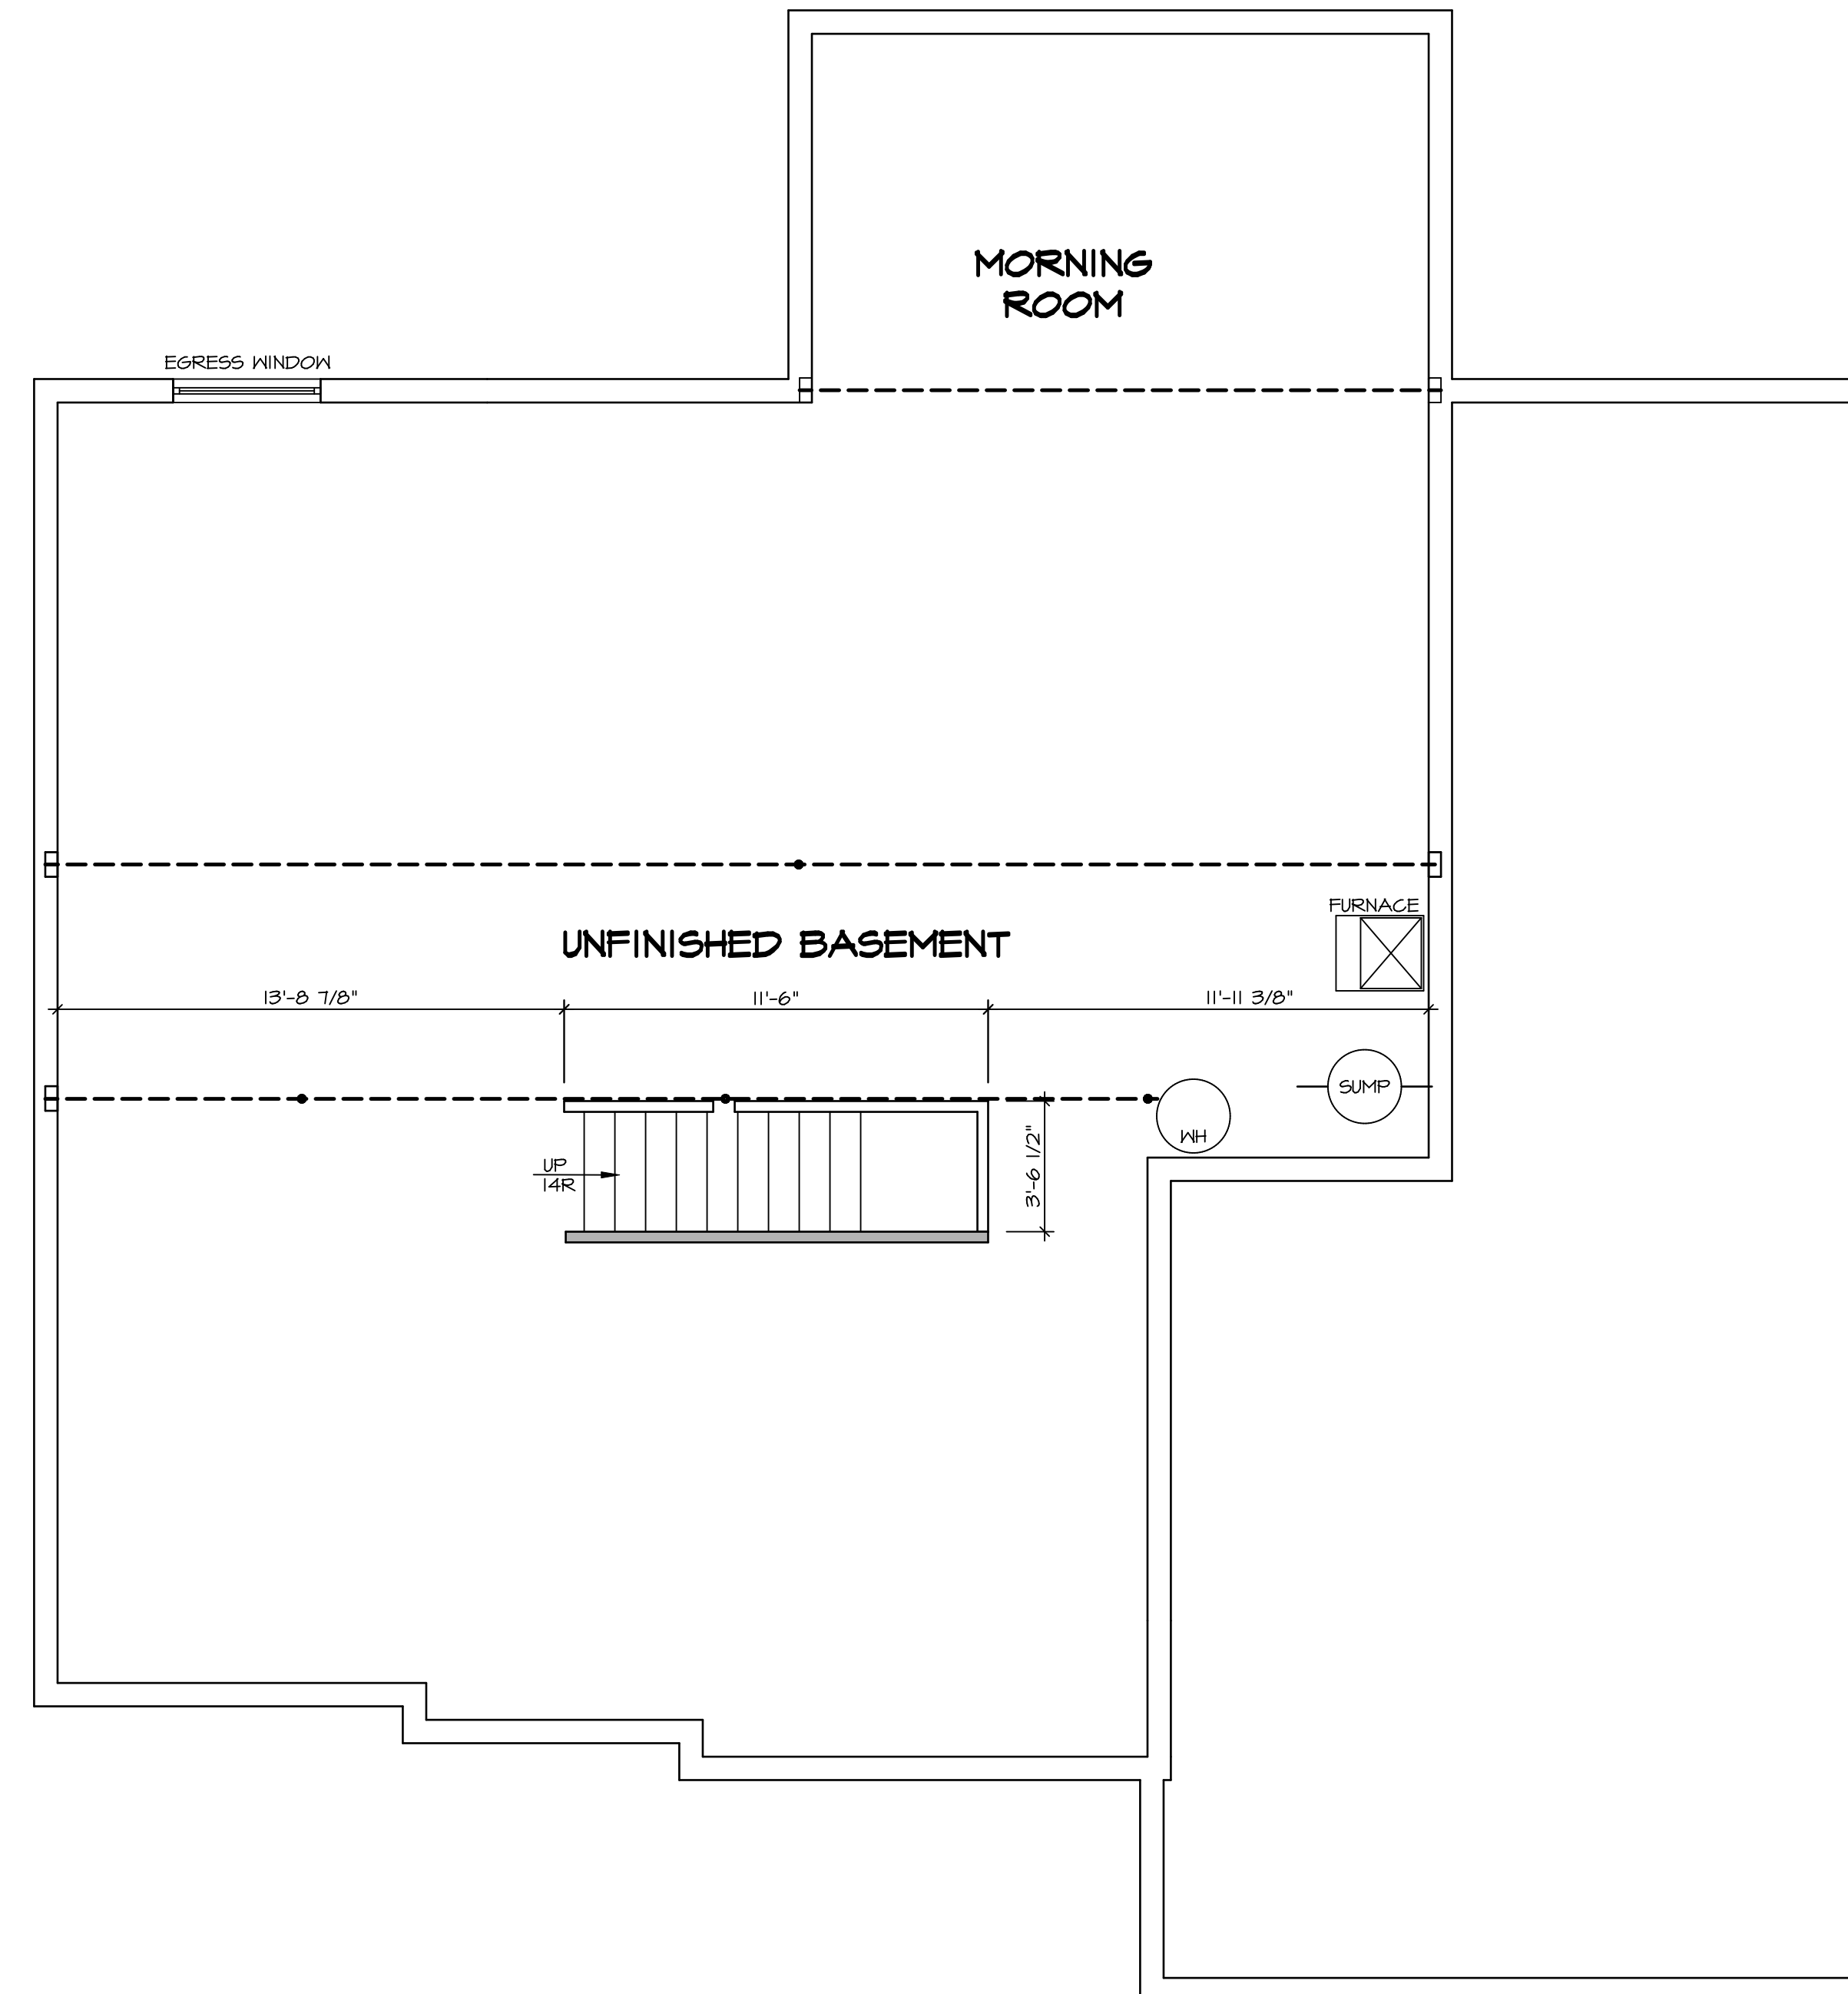 MORNING
ROOM
EGRESS WINDOW
FURNACE
UNFINISHED BASEMENT
13'-8 7/8"
11'-6"
11'-11 3/8"
SUMP
WH
3'-6 1/2"
UP
14R